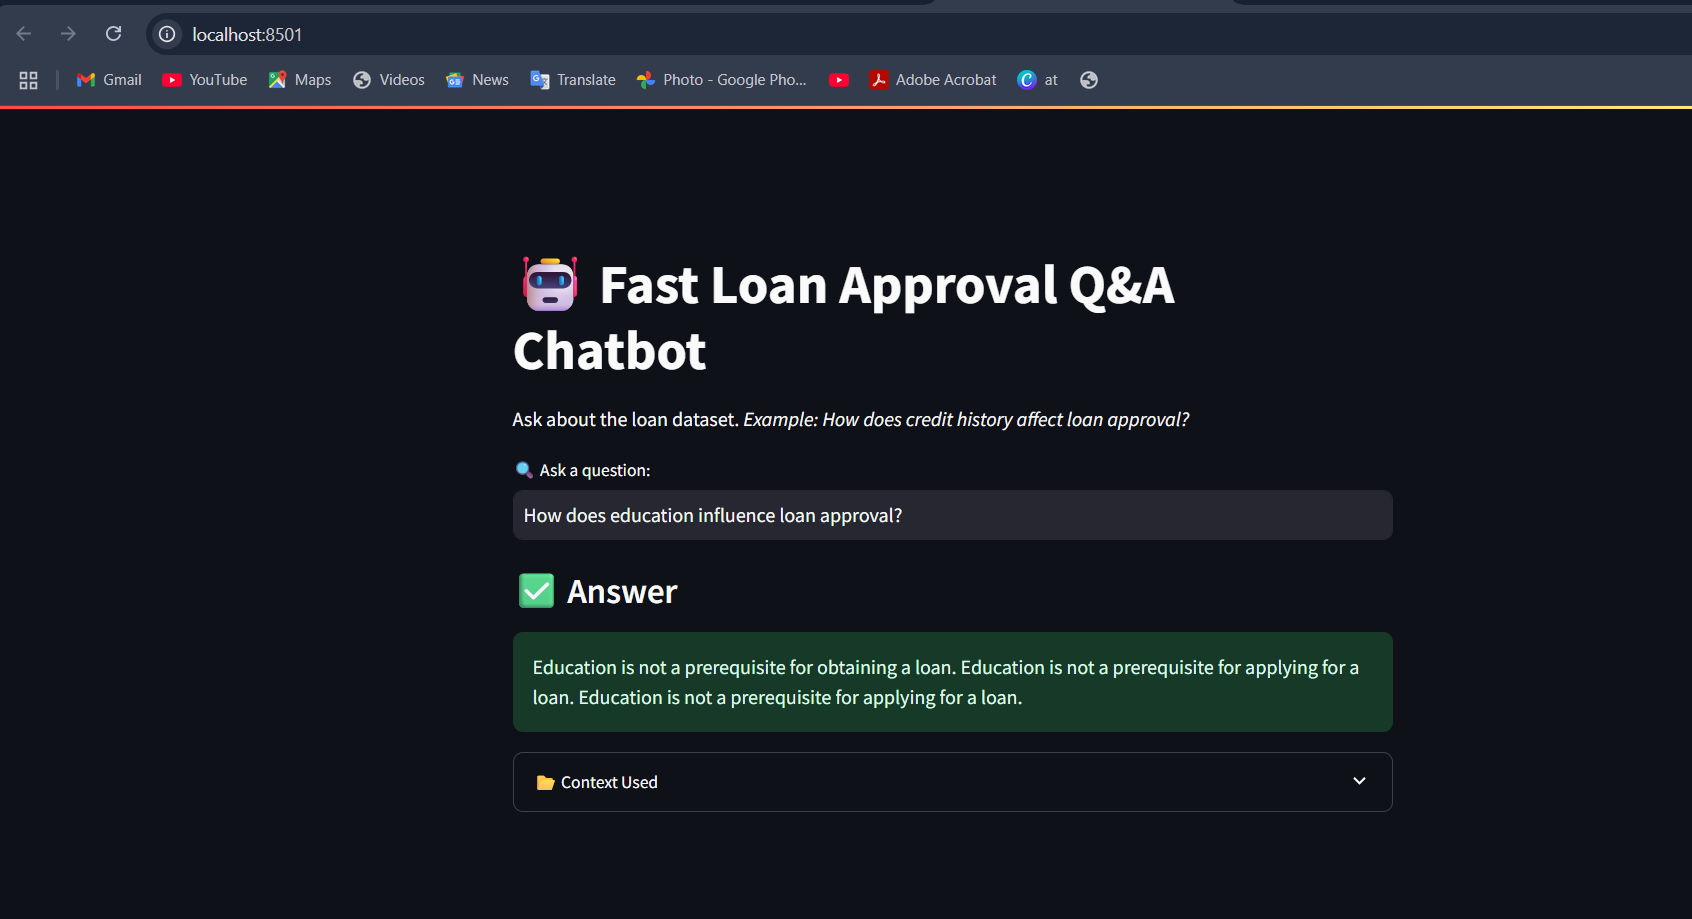 localhost:8501
Gmail YouTube Maps Videos News Translate Photo - Google Pho... Adobe Acrobat at
Fast Loan Approval Q&A
Chatbot
Ask about the loan dataset. Example: How does credit history affect loan approval?
Ask a question:
How does education influence loan approval?
Answer
Education is not a prerequisite for obtaining a loan. Education is not a prerequisite for applying for a
loan. Education is not a prerequisite for applying for a loan.
Context Used